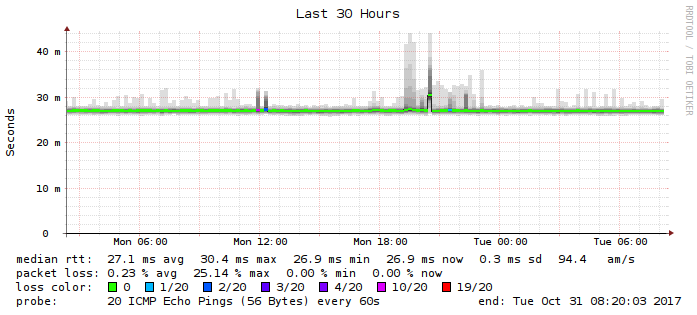 Last 30 Hours
RRDTOOL / TOBI OETIKER
Seconds
40 m
30 m
20 m
10 m
0
Mon 06:00 Mon 12:00 Mon 18:00 Tue 00:00 Tue 06:00
median rtt: 27.1 ms avg 30.4 ms max 26.9 ms min 26.9 ms now 0.3 ms sd 94.4 am/s
packet loss: 0.23 % avg 25.14 % max 0.00 % min 0.00 % now
loss color: 0 1/20 2/20 3/20 4/20 10/20 19/20
probe: 20 ICMP Echo Pings (56 Bytes) every 60s end: Tue Oct 31 08:20:03 2017